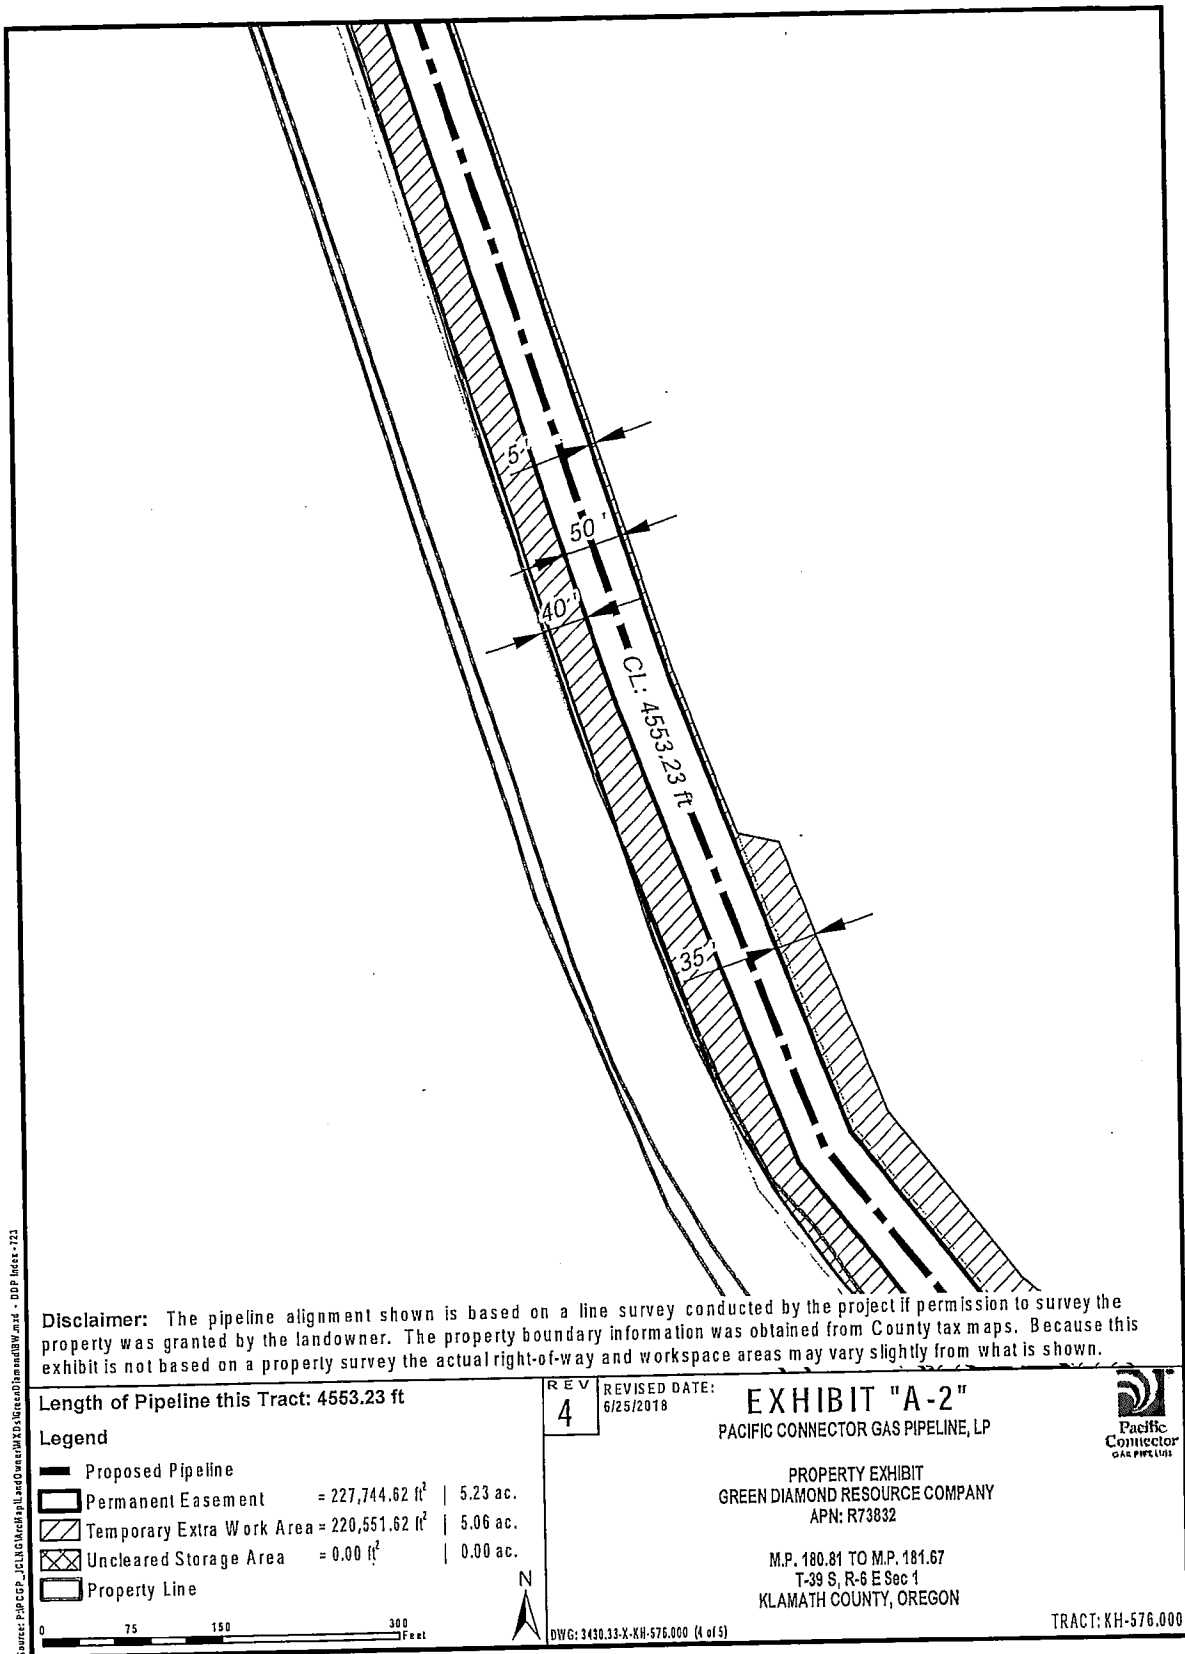 5'
50'
40'
CL: 4553.23 ft
35'
Disclaimer: The pipeline alignment shown is based on a line survey conducted by the project if permission to survey the
property was granted by the landowner. The property boundary information was obtained from County tax maps. Because this
exhibit is not based on a property survey the actual right-of-way and workspace areas may vary slightly from what is shown.
Length of Pipeline this Tract: 4553.23 ft
Legend
Proposed Pipeline
Permanent Easement = 227,744.62 ft² | 5.23 ac.
Temporary Extra Work Area = 220,551.62 ft² | 5.06 ac.
Uncleared Storage Area = 0.00 ft² | 0.00 ac.
Property Line
0 75 150 300
Feet
N
REV
4
REVISED DATE:
6/25/2018
EXHIBIT "A-2"
PACIFIC CONNECTOR GAS PIPELINE, LP
PROPERTY EXHIBIT
GREEN DIAMOND RESOURCE COMPANY
APN: R73832
M.P. 180.81 TO M.P. 181.67
T-39 S, R-6 E Sec 1
KLAMATH COUNTY, OREGON
DWG: 3430.33-X-KH-576.000 (4 of 5)
TRACT: KH-576.000
Pacific
Connector
GAS PIPELINE